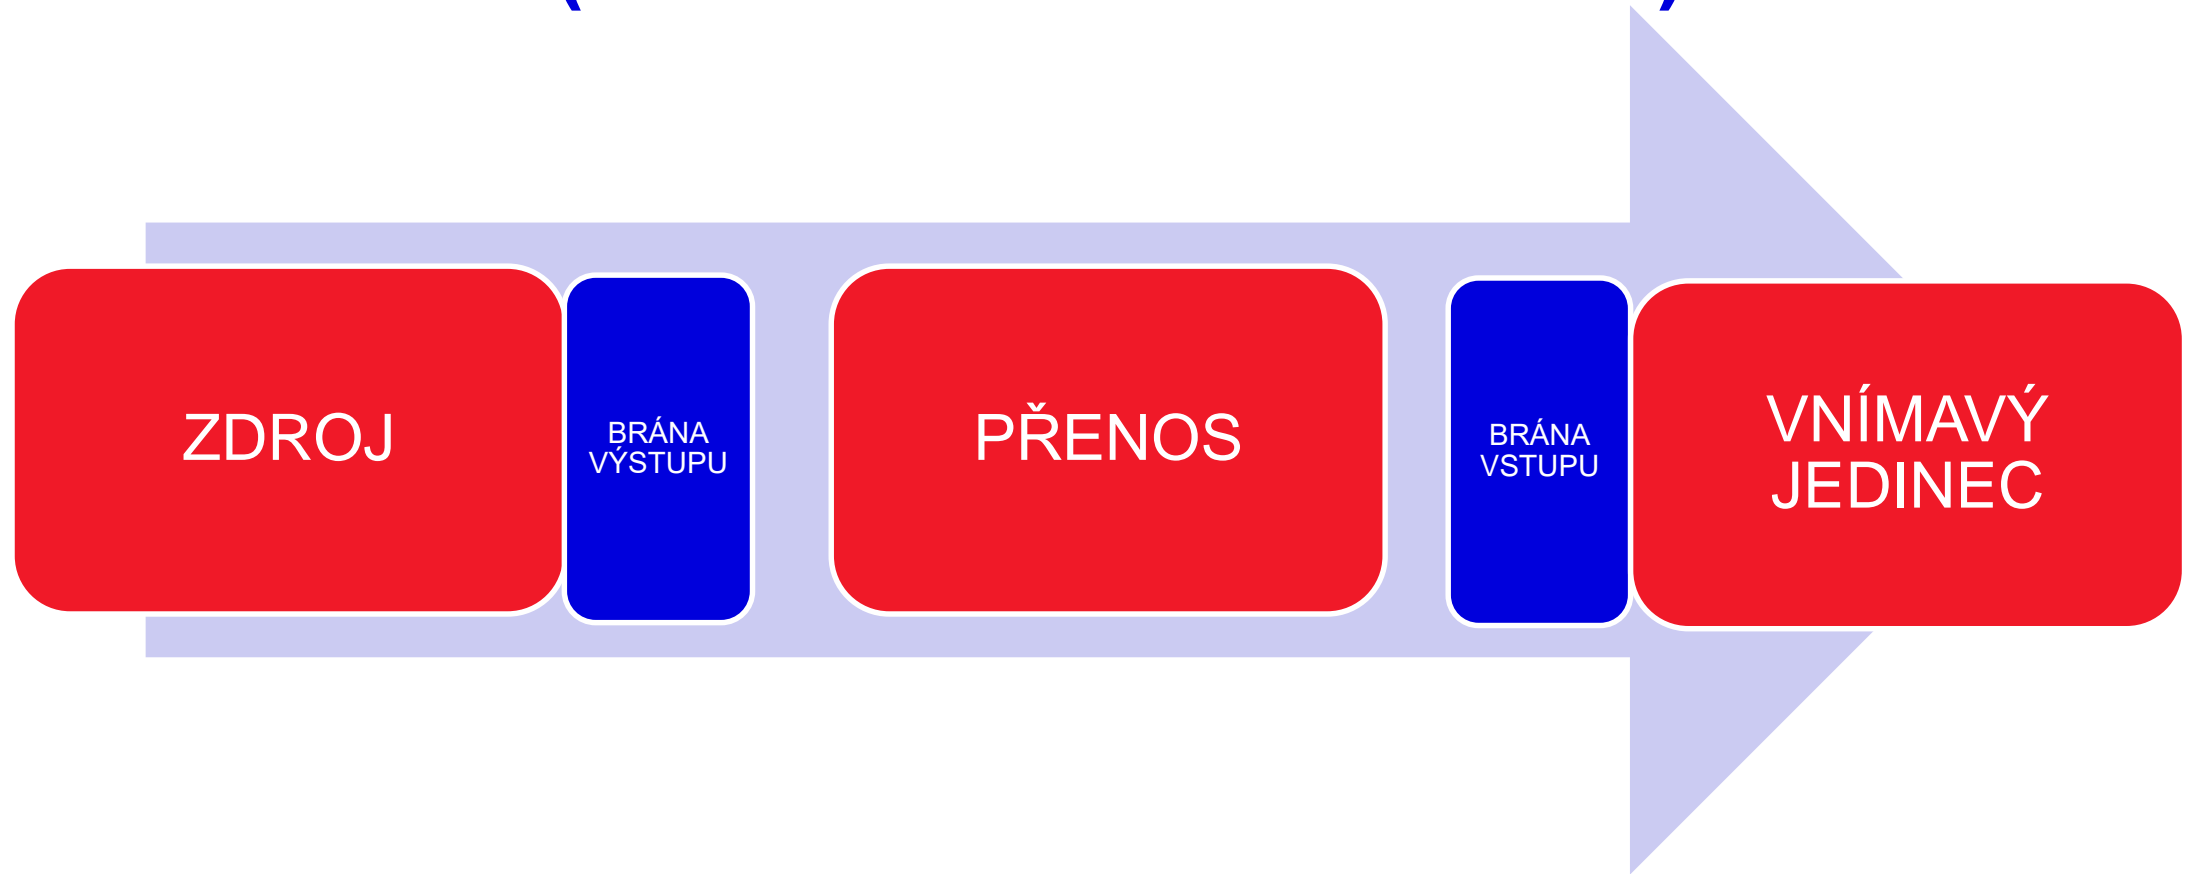 ZDROJ
BRÁNA
VÝSTUPU
PŘENOS
BRÁNA
VSTUPU
VNÍMAVÝ
JEDINEC